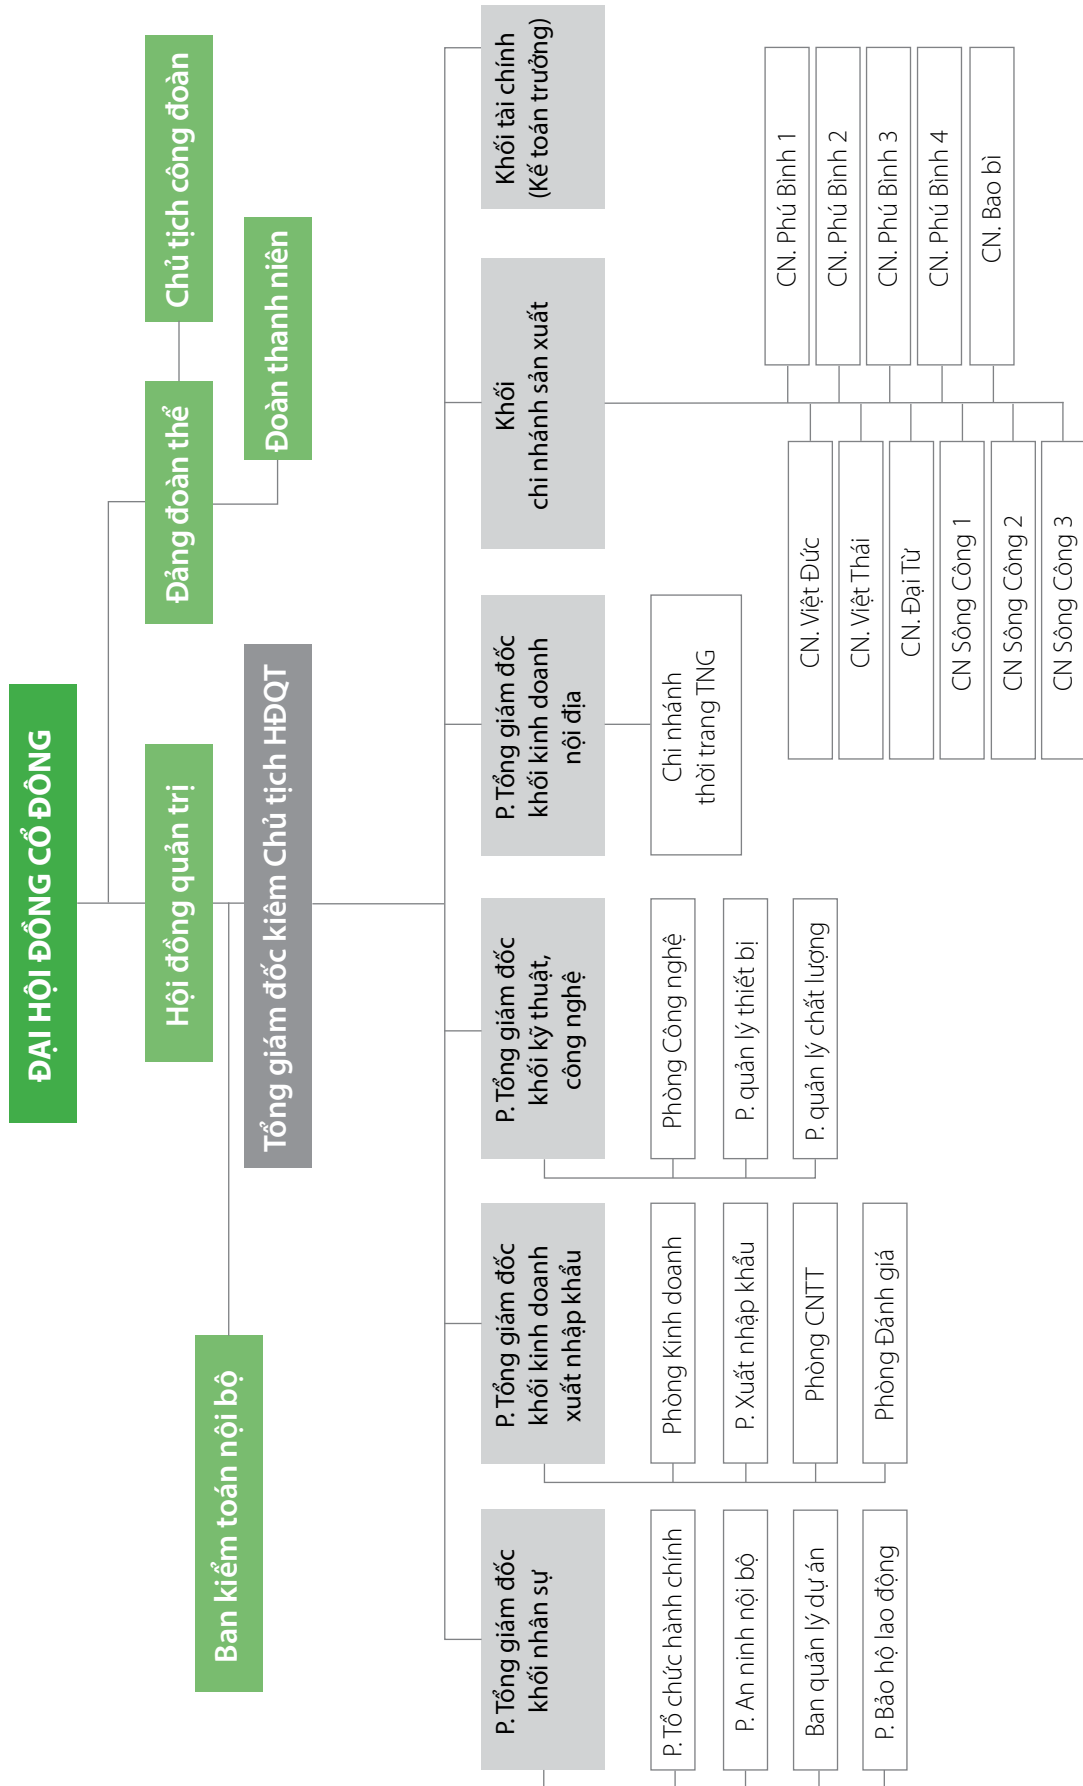 ĐẠI HỘI ĐỒNG CỔ ĐÔNG
Hội đồng quản trị
Đảng đoàn thể
Chủ tịch công đoàn
Đoàn thanh niên
Ban kiểm toán nội bộ
Tổng giám đốc kiêm Chủ tịch HĐQT
P. Tổng giám đốc
khối nhân sự
P. Tổ chức hành chính
P. An ninh nội bộ
Ban quản lý dự án
P. Bảo hộ lao động
P. Tổng giám đốc
khối kinh doanh
xuất nhập khẩu
Phòng Kinh doanh
P. Xuất nhập khẩu
Phòng CNTT
Phòng Đánh giá
P. Tổng giám đốc
khối kỹ thuật,
công nghệ
Phòng Công nghệ
P. quản lý thiết bị
P. quản lý chất lượng
P. Tổng giám đốc
khối kinh doanh
nội địa
Chi nhánh
thời trang TNG
Khối
chi nhánh sản xuất
CN. Việt Đức
CN. Việt Thái
CN. Đại Từ
CN Sông Công 1
CN Sông Công 2
CN Sông Công 3
CN. Phú Bình 1
CN. Phú Bình 2
CN. Phú Bình 3
CN. Phú Bình 4
CN. Bao bì
Khối tài chính
(Kế toán trưởng)